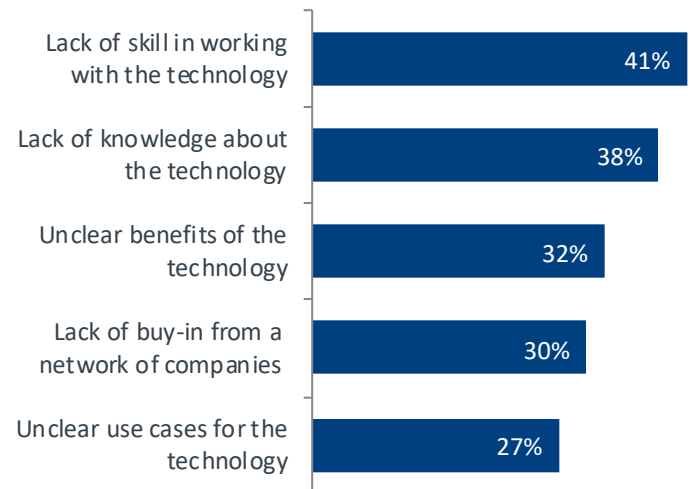 Lack of skill in working
with the technology
41%
Lack of knowledge about
the technology
38%
Unclear benefits of the
technology
32%
Lack of buy-in from a
network of companies
30%
Unclear use cases for the
technology
27%